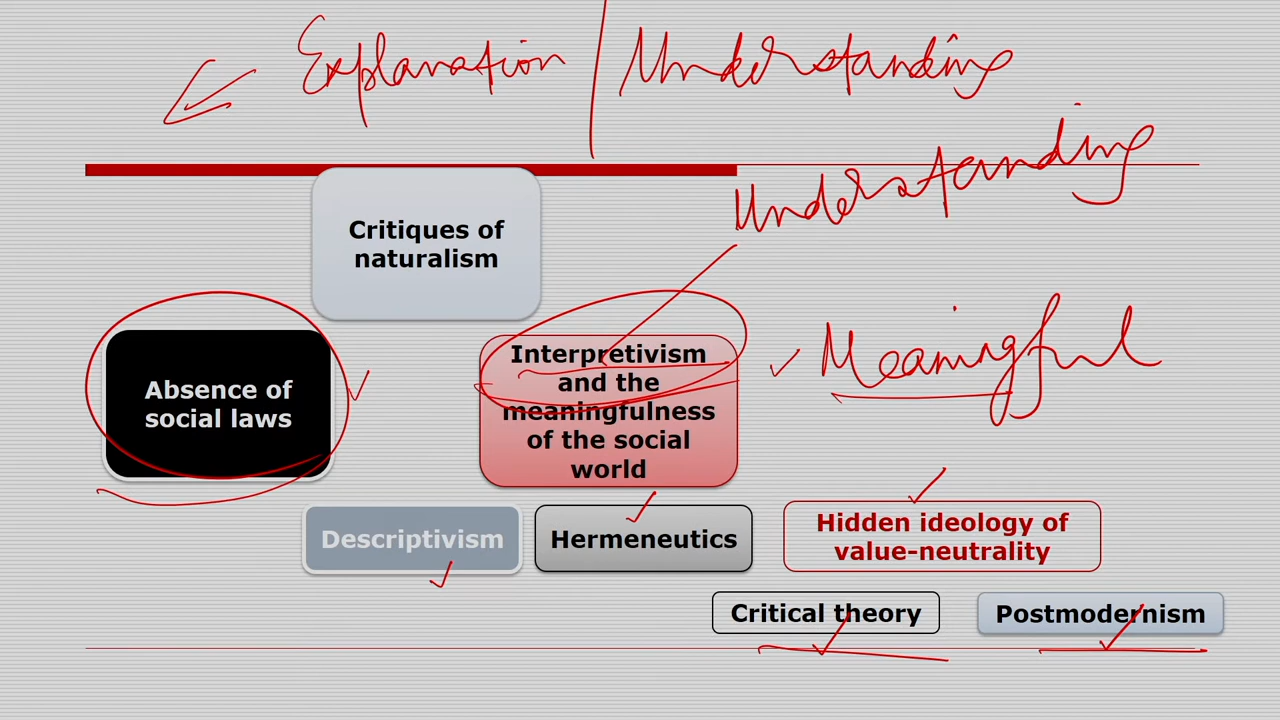 Explanation / Understanding
Understanding
Critiques of
naturalism
Meaningful
Absence of
social laws
Interpretivism
and the
meaningfulness
of the social
world
Descriptivism
Hermeneutics
Hidden ideology of
value-neutrality
Critical theory
Postmodernism